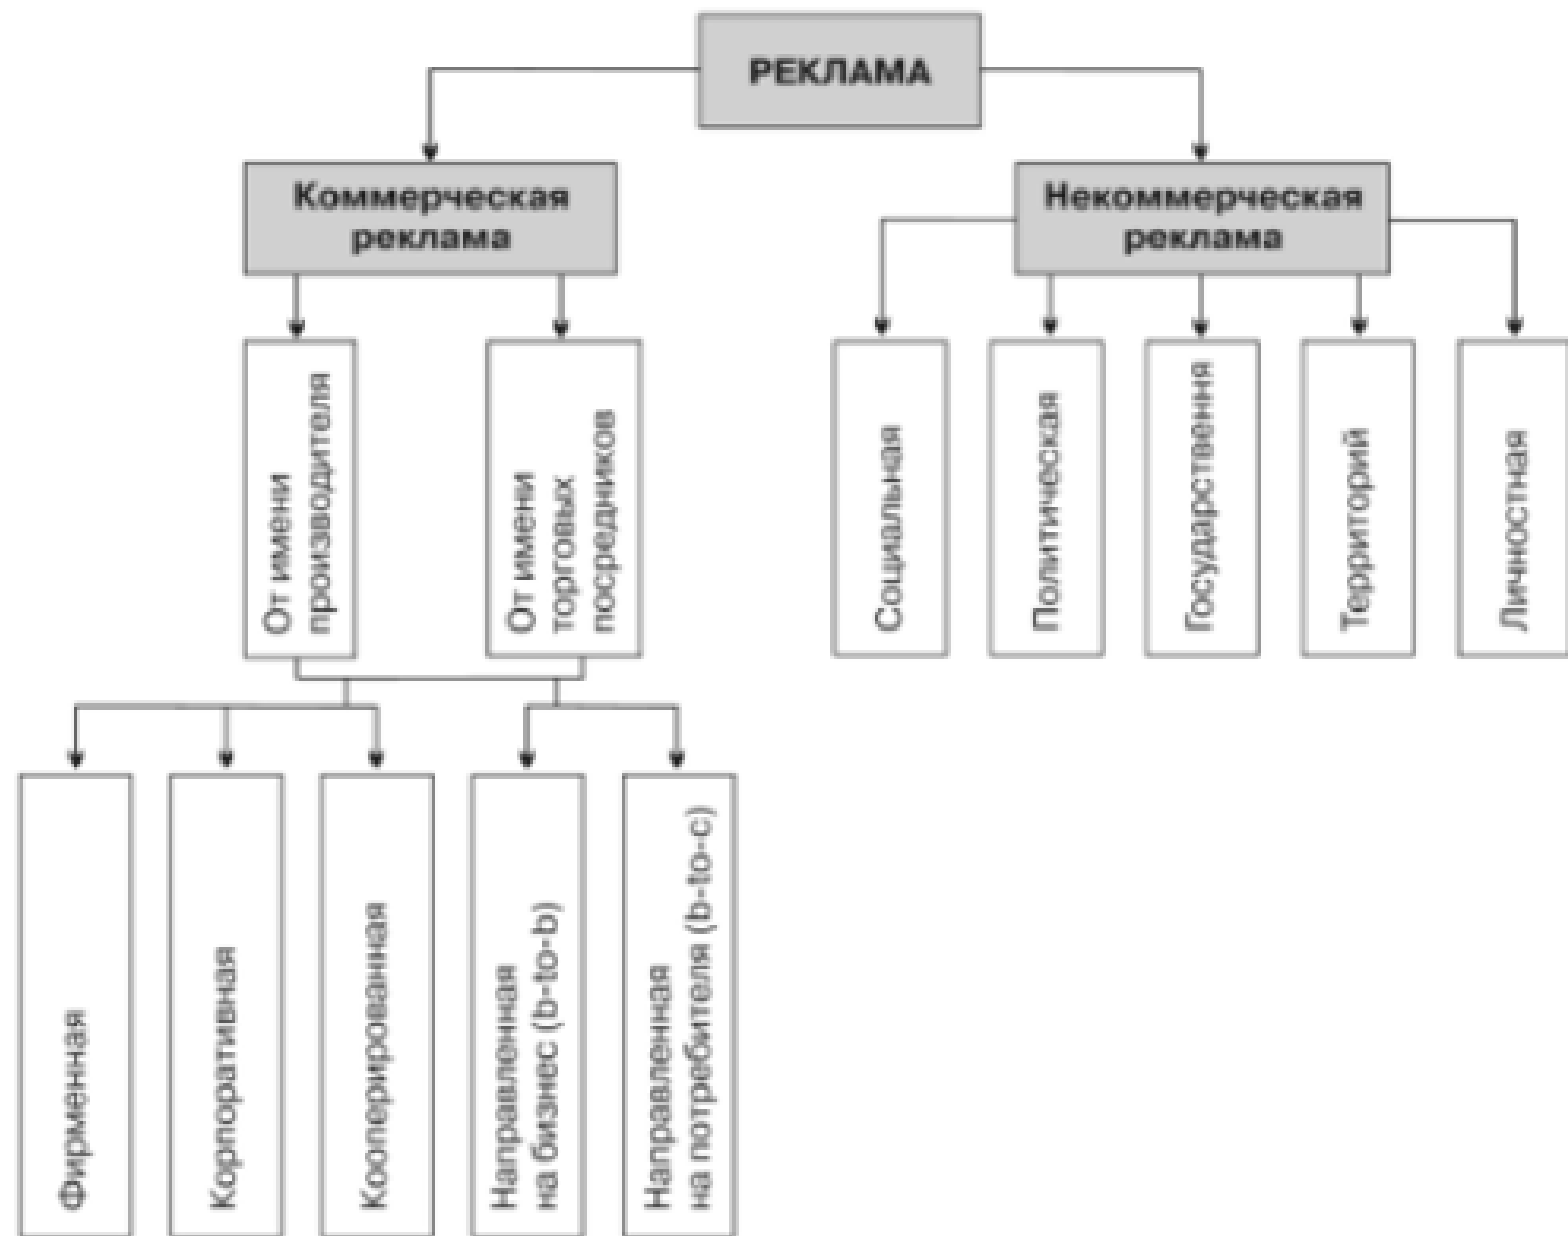 РЕКЛАМА
Коммерческая
реклама
Некоммерческая
реклама
От имени
производителя
От имени
торговых
посредников
Социальная
Политическая
Государствення
Территорий
Личностная
Фирменная
Корпоративная
Кооперированная
Направленная
на бизнес (b-to-b)
Направленная
на потребителя (b-to-c)